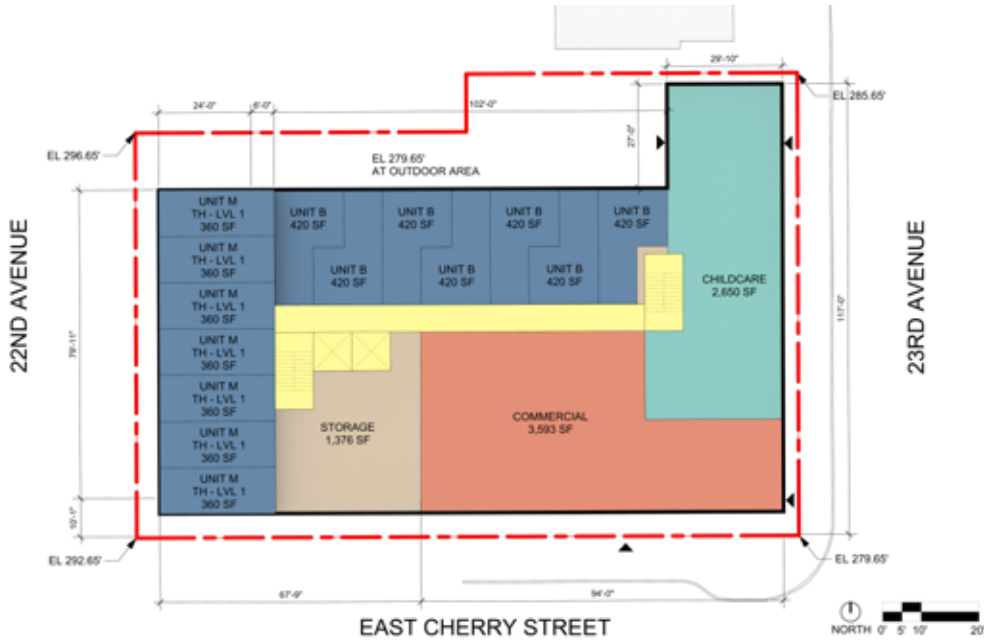 29'-10"
24'-0" 6'-0" 102'-0"
EL 285.65'
27'-0"
EL 296.65'
EL 279.65'
AT OUTDOOR AREA
22ND AVENUE
23RD AVENUE
UNIT M
TH - LVL 1
360 SF
UNIT M
TH - LVL 1
360 SF
UNIT M
TH - LVL 1
360 SF
UNIT M
TH - LVL 1
360 SF
UNIT M
TH - LVL 1
360 SF
UNIT M
TH - LVL 1
360 SF
UNIT M
TH - LVL 1
360 SF
UNIT B
420 SF
UNIT B
420 SF
UNIT B
420 SF
UNIT B
420 SF
UNIT B
420 SF
UNIT B
420 SF
UNIT B
420 SF
CHILDCARE
2,650 SF
117'-0"
79'-11"
COMMERCIAL
3,593 SF
STORAGE
1,376 SF
10'-1"
EL 292.65'
EL 279.65'
67'-9" 94'-0"
EAST CHERRY STREET
NORTH 0' 5' 10' 20'